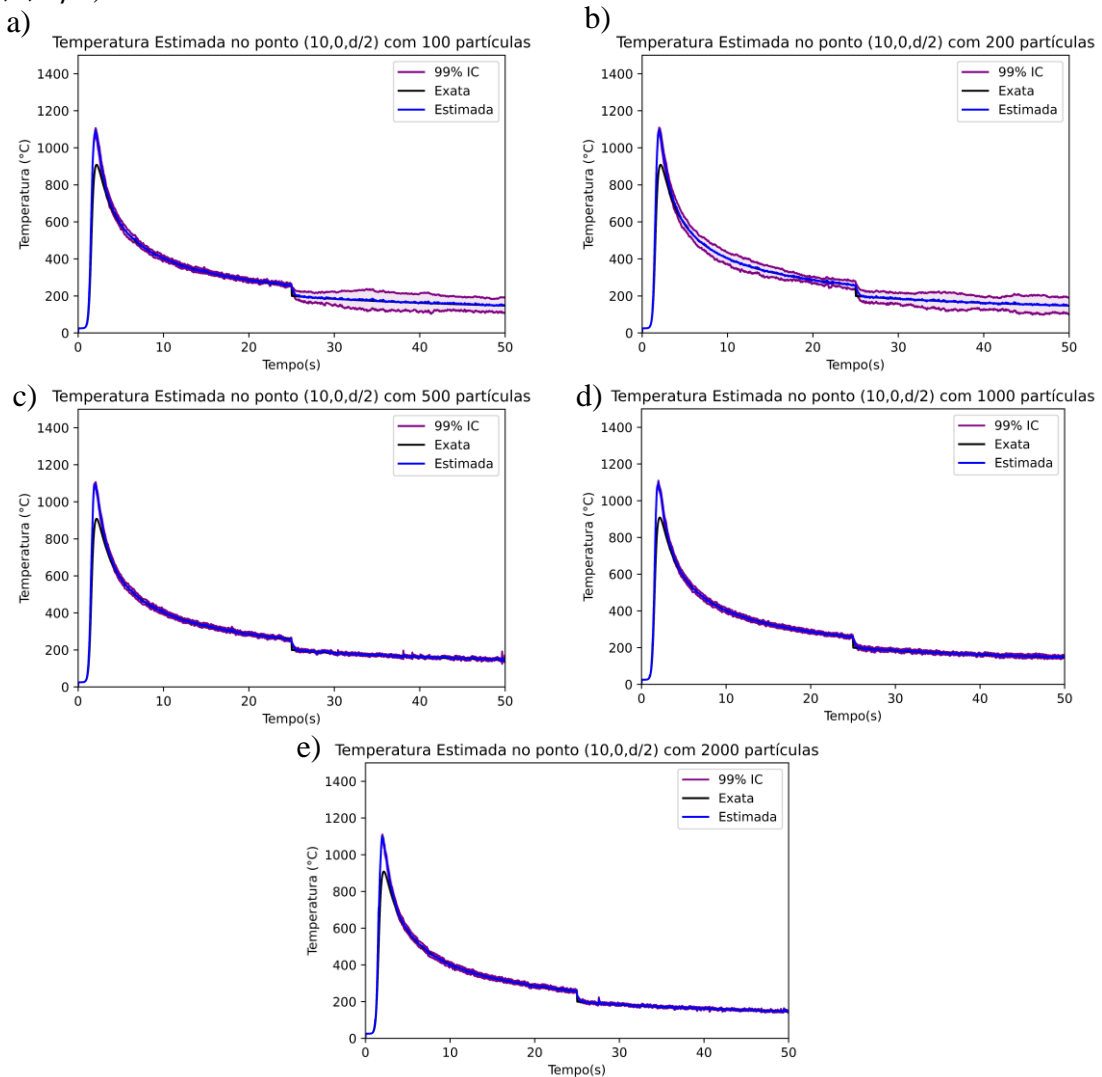 a)
Temperatura Estimada no ponto (10,0,d/2) com 100 partículas
1400
1200
1000
800
600
400
200
0
Temperatura (°C)
99% IC
Exata
Estimada
0 10 20 30 40 50
Tempo(s)
b)
Temperatura Estimada no ponto (10,0,d/2) com 200 partículas
1400
1200
1000
800
600
400
200
0
Temperatura (°C)
99% IC
Exata
Estimada
0 10 20 30 40 50
Tempo(s)
c)
Temperatura Estimada no ponto (10,0,d/2) com 500 partículas
1400
1200
1000
800
600
400
200
0
Temperatura (°C)
99% IC
Exata
Estimada
0 10 20 30 40 50
Tempo(s)
d)
Temperatura Estimada no ponto (10,0,d/2) com 1000 partículas
1400
1200
1000
800
600
400
200
0
Temperatura (°C)
99% IC
Exata
Estimada
0 10 20 30 40 50
Tempo(s)
e)
Temperatura Estimada no ponto (10,0,d/2) com 2000 partículas
1400
1200
1000
800
600
400
200
0
Temperatura (°C)
99% IC
Exata
Estimada
0 10 20 30 40 50
Tempo(s)